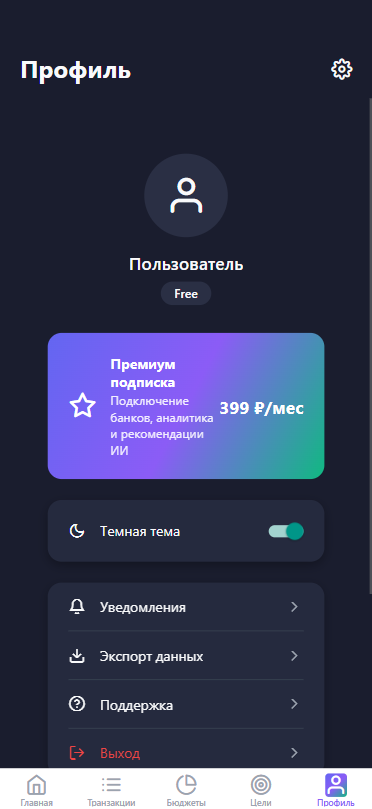 Профиль
Пользователь
Free
Премиум
подписка
Подключение
банков, аналитика
и рекомендации
ИИ
399 ₽/мес
Темная тема
Уведомления
Экспорт данных
Поддержка
Выход
Главная
Транзакции
Бюджеты
Цели
Профиль